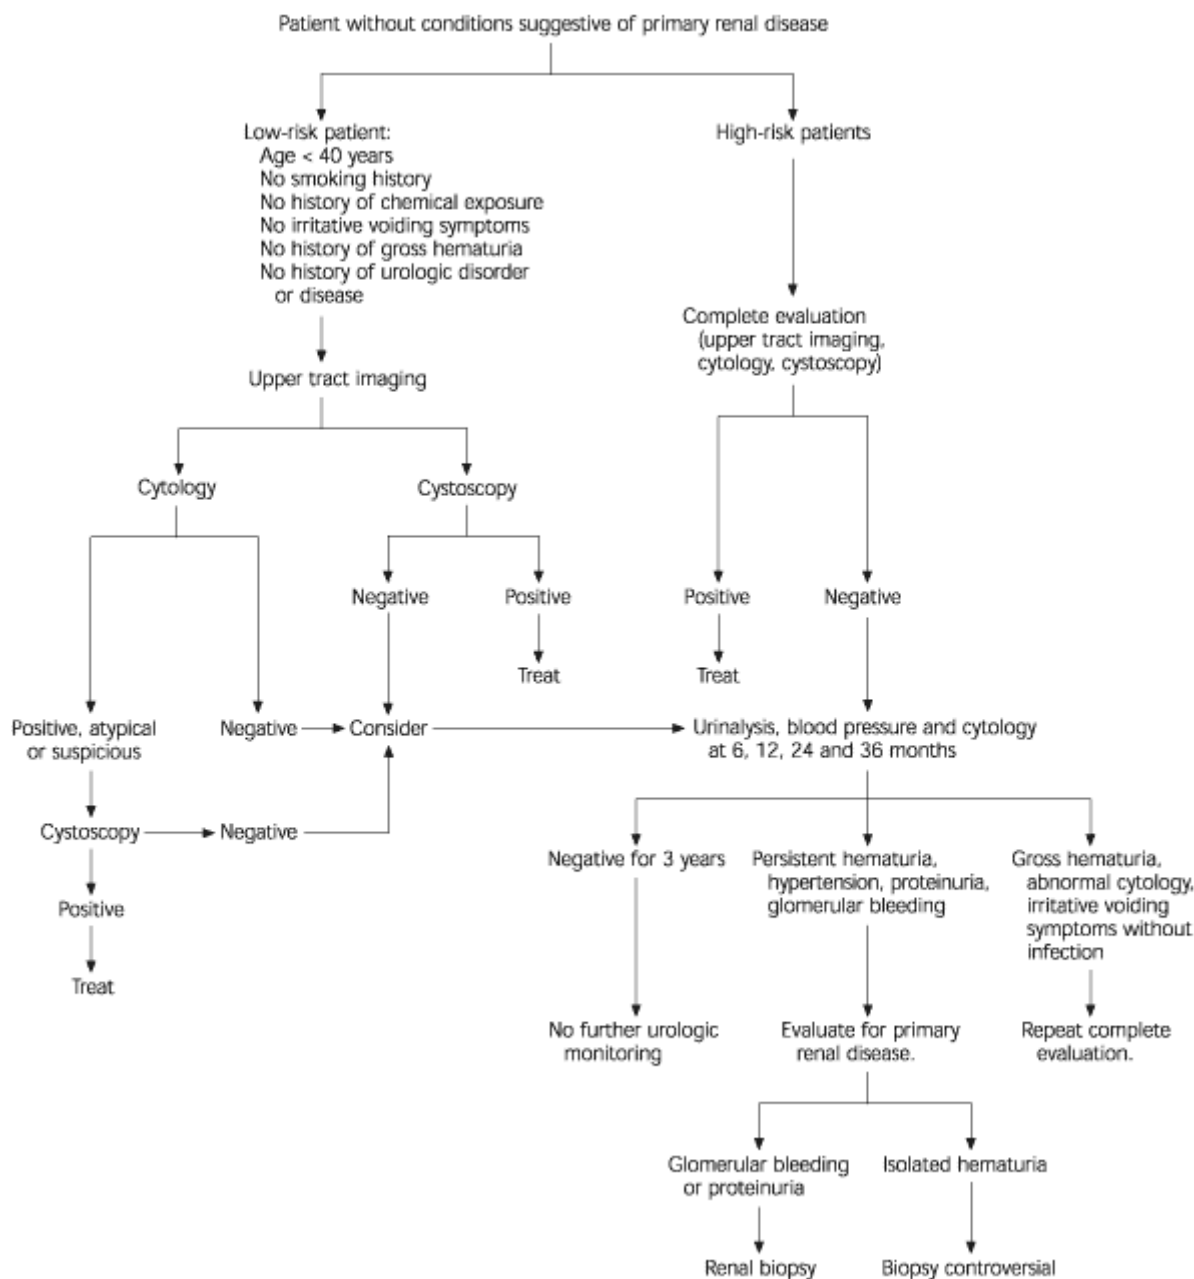 Patient without conditions suggestive of primary renal disease
Low-risk patient:
Age < 40 years
No smoking history
No history of chemical exposure
No irritative voiding symptoms
No history of gross hematuria
No history of urologic disorder
or disease
High-risk patients
Complete evaluation
(upper tract imaging,
cytology, cystoscopy)
Upper tract imaging
Cytology
Cystoscopy
Negative
Positive
Positive
Negative
Treat
Treat
Positive, atypical
or suspicious
Negative
Consider
Urinalysis, blood pressure and cytology
at 6, 12, 24 and 36 months
Cystoscopy
Negative
Negative for 3 years
Persistent hematuria,
hypertension, proteinuria,
glomerular bleeding
Gross hematuria,
abnormal cytology,
irritative voiding
symptoms without
infection
Positive
Treat
No further urologic
monitoring
Evaluate for primary
renal disease.
Repeat complete
evaluation.
Glomerular bleeding
or proteinuria
Isolated hematuria
Renal biopsy
Biopsy controversial